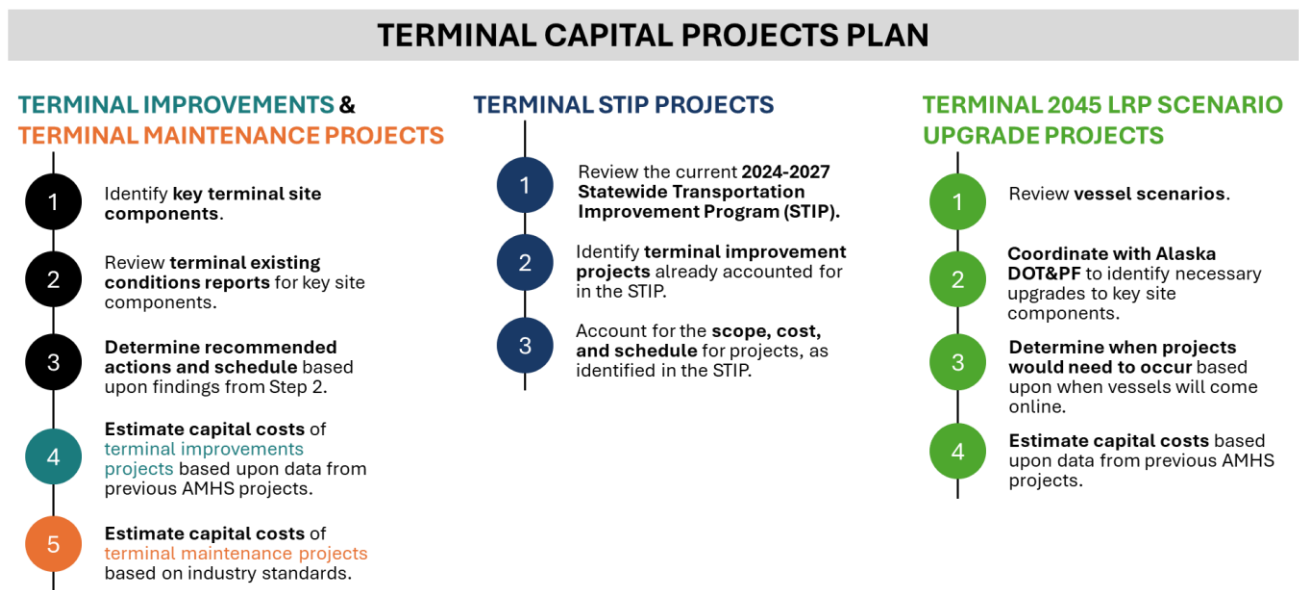 TERMINAL CAPITAL PROJECTS PLAN
TERMINAL IMPROVEMENTS &
TERMINAL MAINTENANCE PROJECTS
1
Identify key terminal site
components.
2
Review terminal existing
conditions reports for key site
components.
3
Determine recommended
actions and schedule based
upon findings from Step 2.
4
Estimate capital costs of
terminal improvements
projects based upon data from
previous AMHS projects.
5
Estimate capital costs of
terminal maintenance projects
based on industry standards.
TERMINAL STIP PROJECTS
1
Review the current 2024-2027
Statewide Transportation
Improvement Program (STIP).
2
Identify terminal improvement
projects already accounted for
in the STIP.
3
Account for the scope, cost,
and schedule for projects, as
identified in the STIP.
TERMINAL 2045 LRP SCENARIO
UPGRADE PROJECTS
1
Review vessel scenarios.
2
Coordinate with Alaska
DOT&PF to identify necessary
upgrades to key site
components.
3
Determine when projects
would need to occur based
upon when vessels will come
online.
4
Estimate capital costs based
upon data from previous AMHS
projects.